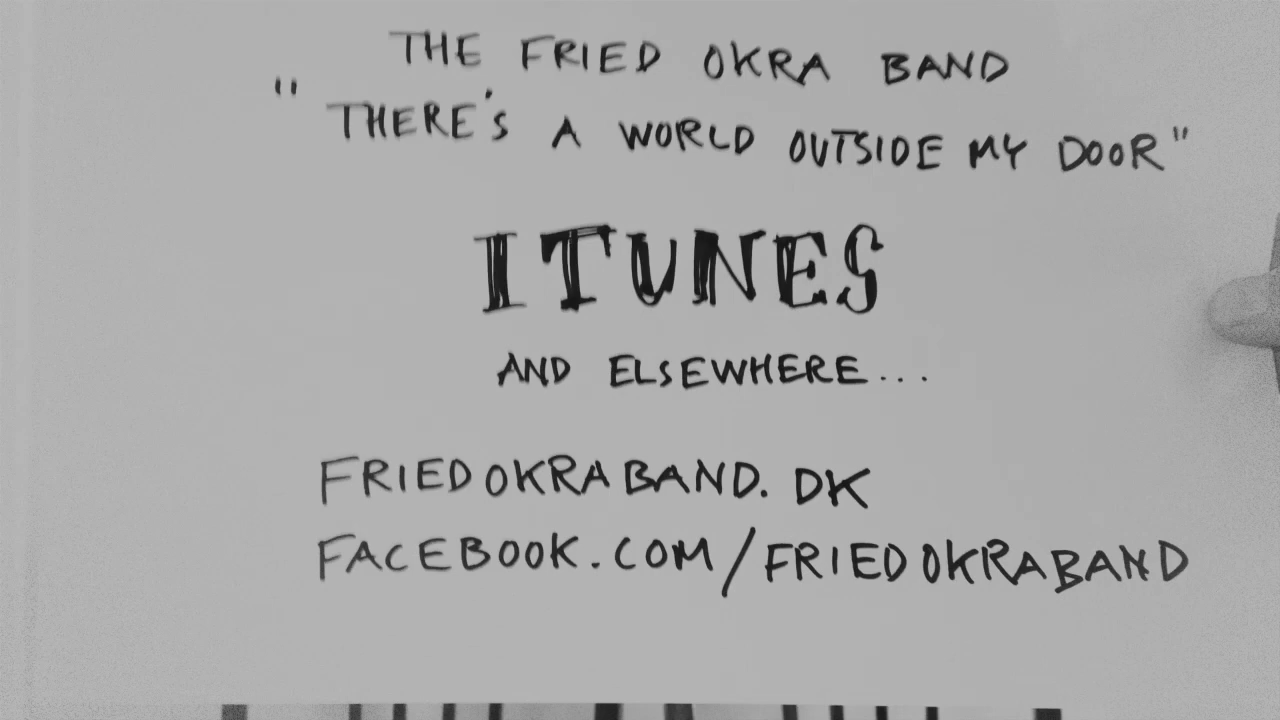 THE FRIED OKRA BAND
"THERE'S A WORLD OUTSIDE MY DOOR"
ITUNES
AND ELSEWHERE...
FRIEDOKRABAND.DK
FACEBOOK.COM/FRIEDOKRABAND